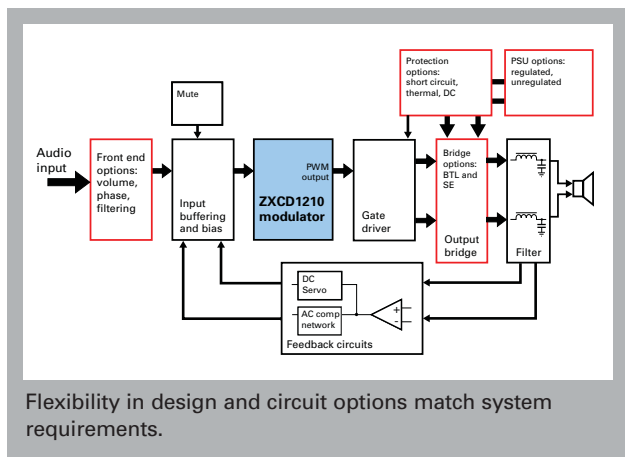 Protection
options:
short circuit,
thermal, DC
PSU options:
regulated,
unregulated
Mute
Audio
input
Front end
options:
volume,
phase,
filtering
Input
buffering
and bias
PWM
output
ZXCD1210
modulator
Gate
driver
Bridge
options:
BTL and
SE
Output
bridge
Filter
DC
Servo
AC comp
network
+
-
Feedback circuits
Flexibility in design and circuit options match system
requirements.